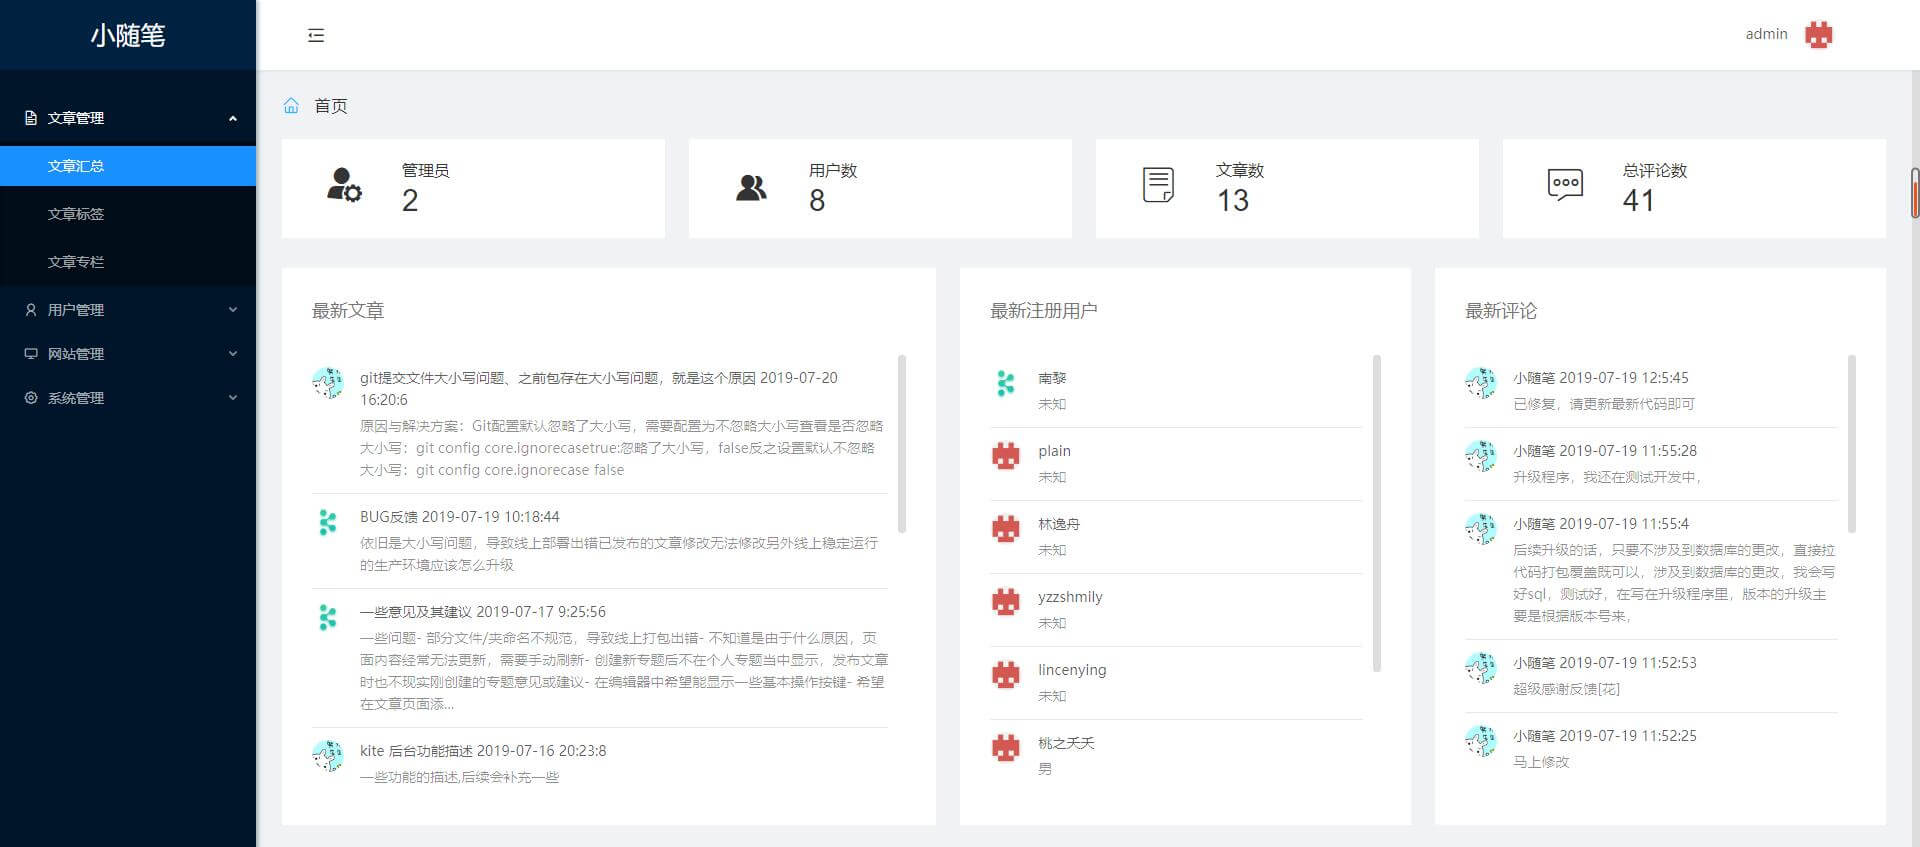 小随笔
admin
文章管理
文章汇总
文章标签
文章专栏
用户管理
网站管理
系统管理
首页
管理员
2
用户数
8
文章数
13
总评论数
41
最新文章
git提交文件大小写问题、之前包存在大小写问题，就是这个原因 2019-07-20
16:20:6
原因与解决方案：Git配置默认忽略了大小写，需要配置为不忽略大小写查看是否忽略
大小写：git config core.ignorecasetrue:忽略了大小写，false反之设置默认不忽略
大小写：git config core.ignorecase false
BUG反馈 2019-07-19 10:18:44
依旧是大小写问题，导致线上部署出错已发布的文章修改无法修改另外线上稳定运行
的生产环境应该怎么升级
一些意见及其建议 2019-07-17 9:25:56
一些问题- 部分文件/夹命名不规范，导致线上打包出错- 不知道是由于什么原因，页
面内容经常无法更新，需要手动刷新- 创建新专题后不在个人专题当中显示，发布文章
时也不现实刚创建的专题意见或建议- 在编辑器中希望能显示一些基本操作按键- 希望
在文章页面添...
kite 后台功能描述 2019-07-16 20:23:8
一些功能的描述,后续会补充一些
最新注册用户
南黎
未知
plain
未知
林逸舟
未知
yzzshmily
未知
lincenying
未知
桃之夭夭
男
最新评论
小随笔 2019-07-19 12:5:45
已修复，请更新最新代码即可
小随笔 2019-07-19 11:55:28
升级程序，我还在测试开发中，
小随笔 2019-07-19 11:55:4
后续升级的话，只要不涉及到数据库的更改，直接拉
代码打包覆盖既可以，涉及到数据库的更改，我会写
好sql，测试好，在写在升级程序里，版本的升级主
要是根据版本号来，
小随笔 2019-07-19 11:52:53
超级感谢反馈[花]
小随笔 2019-07-19 11:52:25
马上修改